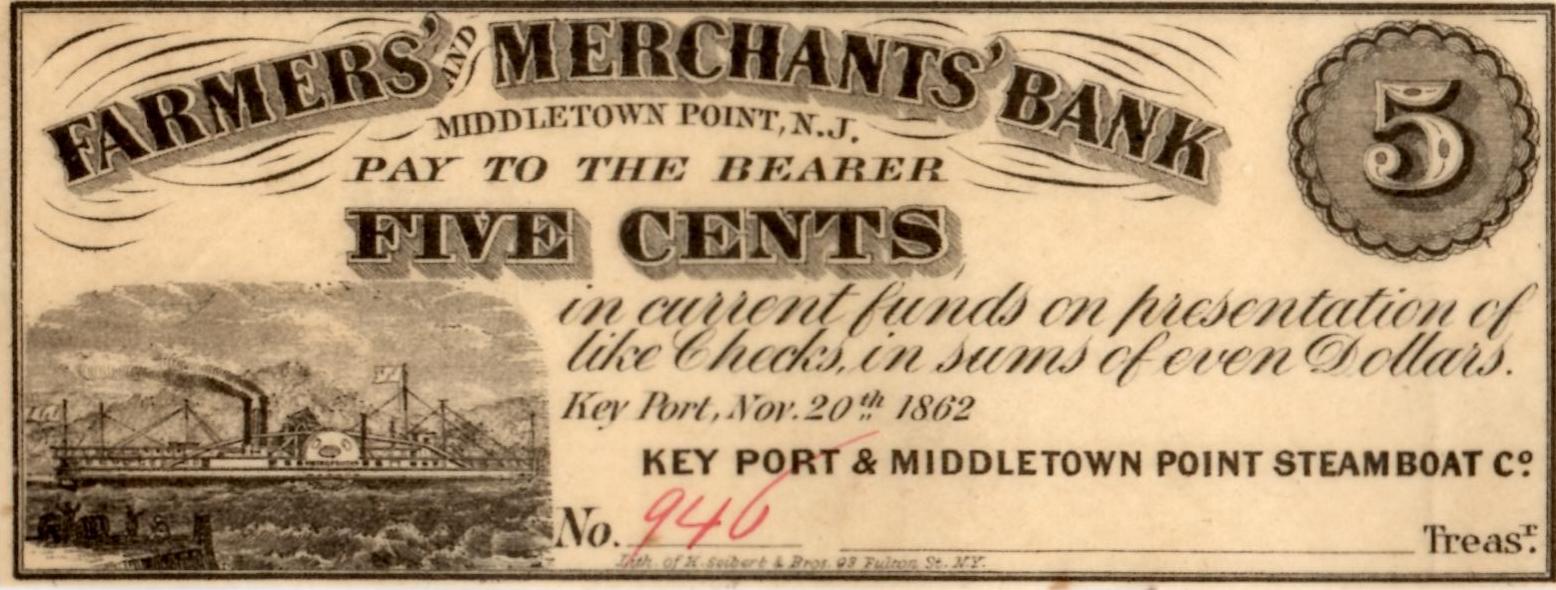 FARMERS' AND MERCHANTS' BANK
5
MIDDLETOWN POINT, N.J.
PAY TO THE BEARER
FIVE CENTS
in current funds on presentation of
like Checks, in sums of even Dollars.
Key Port, Nov. 20th 1862
KEY PORT & MIDDLETOWN POINT STEAMBOAT Co
No. 946
Treasr.
Lith. of H. Seibert & Bros. 93 Fulton St. N.Y.